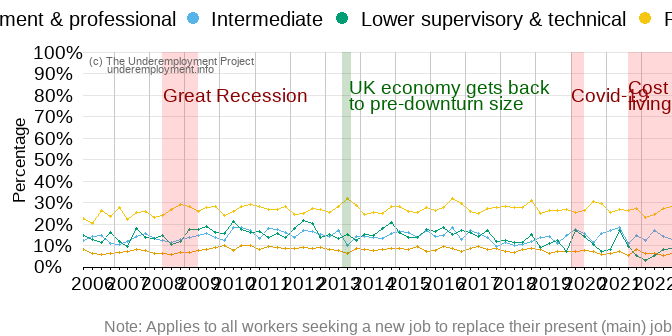 ment & professional Intermediate Lower supervisory & technical
100%
(c) The Underemployment Project
underemployment.info
90%
80%
70%
60%
50%
40%
30%
20%
10%
0%
Percentage
Great Recession
UK economy gets back
to pre-downturn size
Covid-19
Cost
living
2006 2007 2008 2009 2010 2011 2012 2013 2014 2015 2016 2017 2018 2019 2020 2021 2022
Note: Applies to all workers seeking a new job to replace their present (main) job